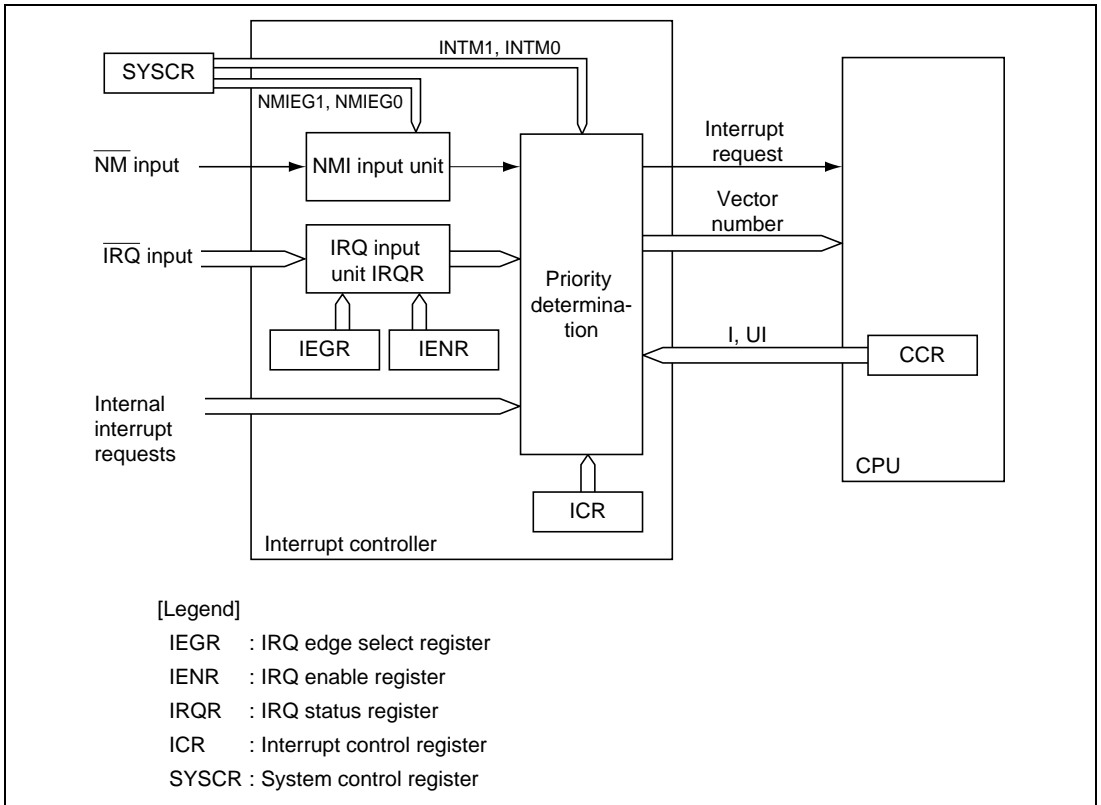 INTM1, INTM0
SYSCR
NMIEG1, NMIEG0
NM input
NMI input unit
Interrupt
request
Vector
number
IRQ input
IRQ input
unit IRQR
Priority
determina-
tion
IEGR
IENR
I, UI
CCR
Internal
interrupt
requests
CPU
ICR
Interrupt controller
[Legend]
IEGR : IRQ edge select register
IENR : IRQ enable register
IRQR : IRQ status register
ICR : Interrupt control register
SYSCR : System control register